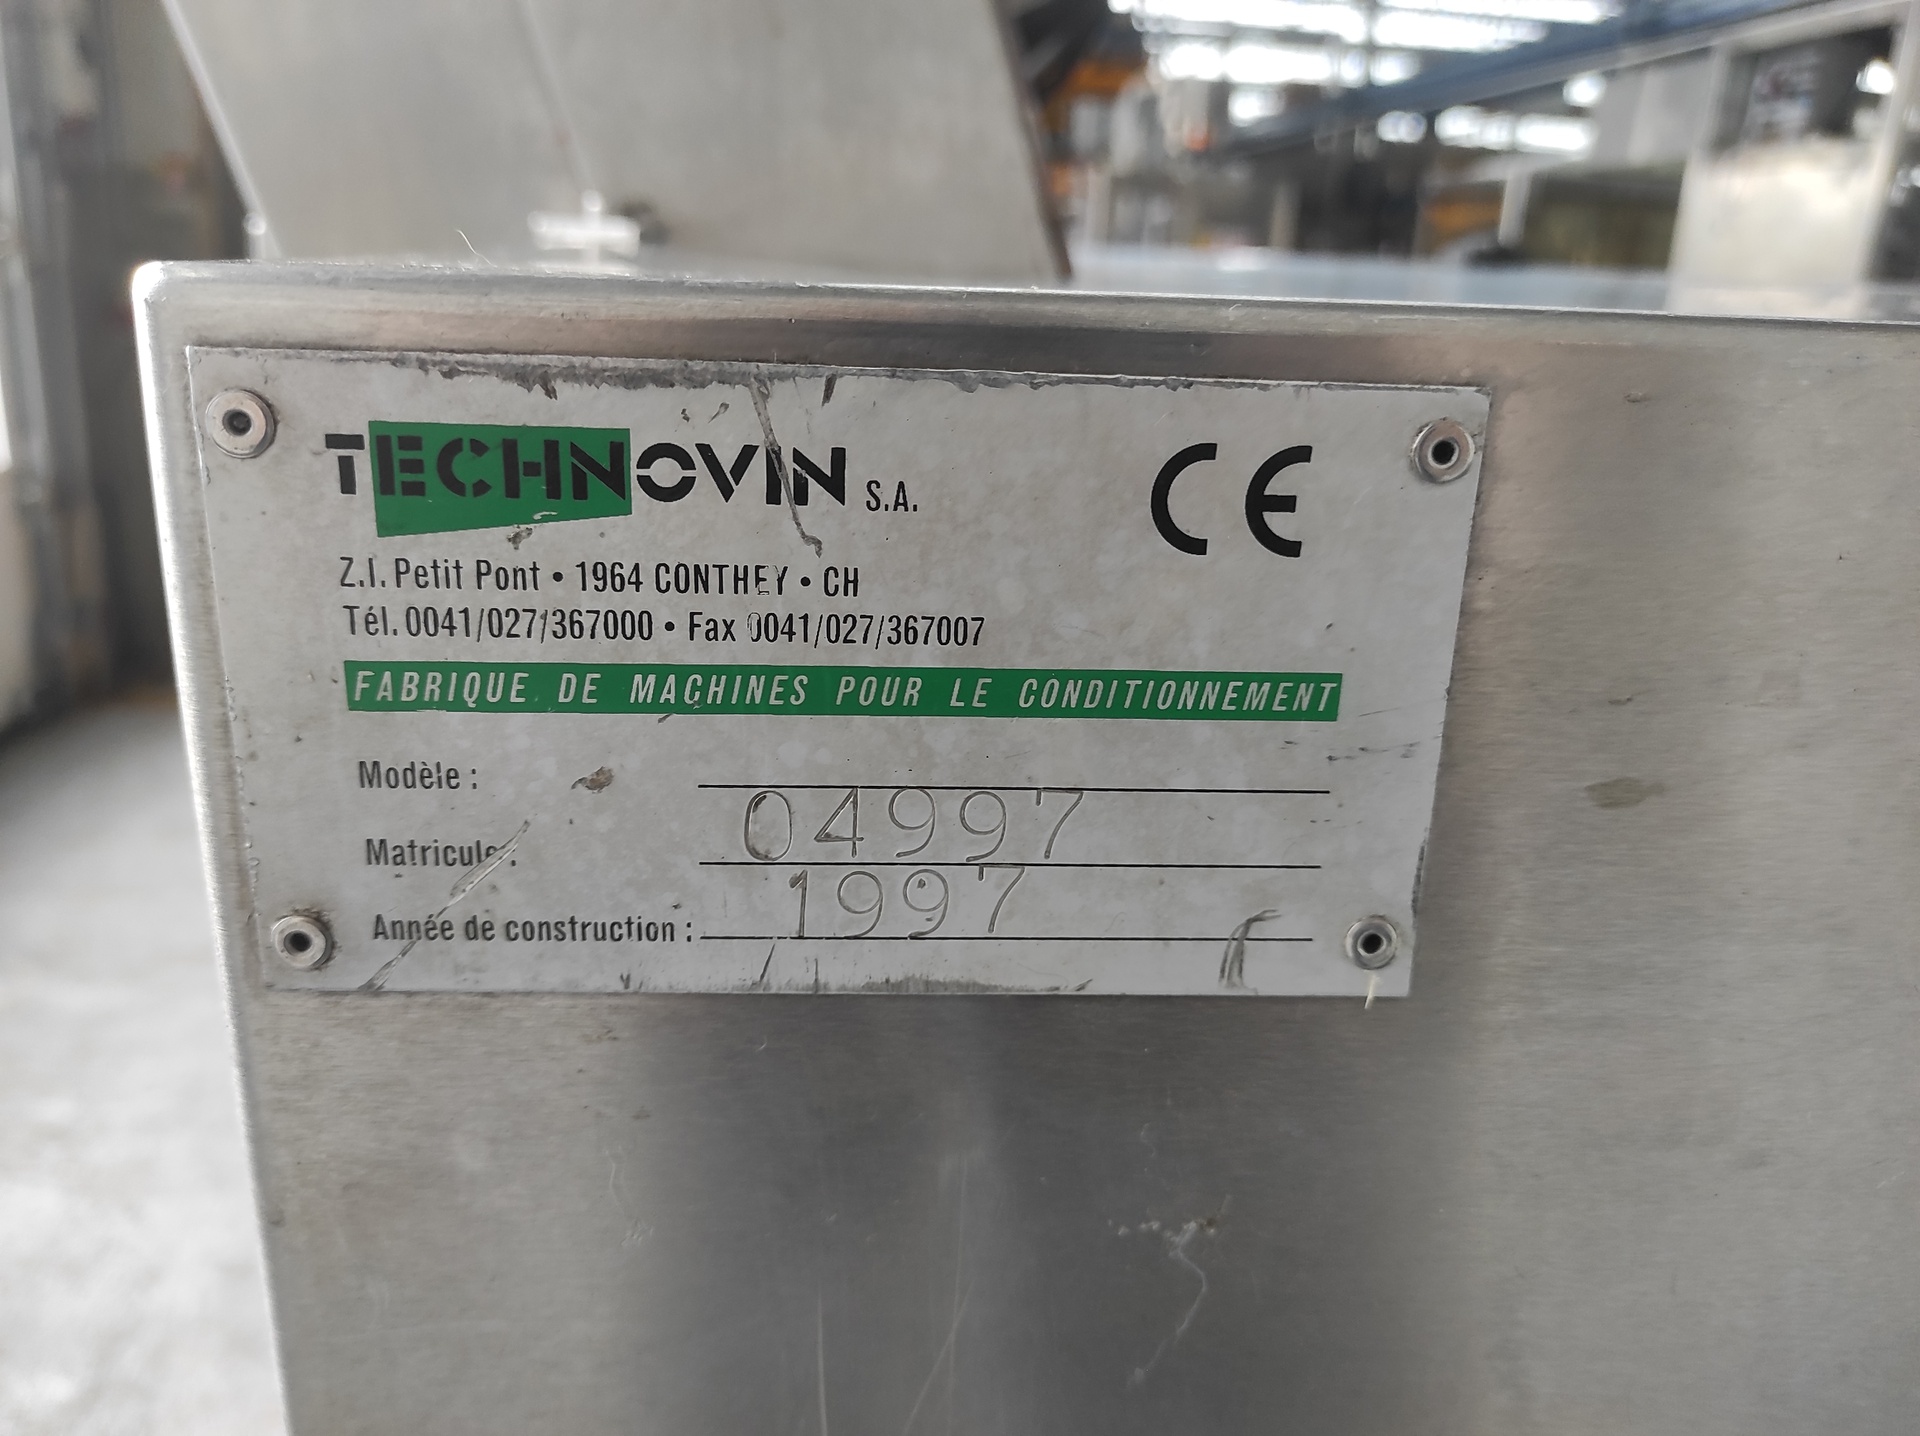 TECHNOVIN S.A.
CE
Z.I. Petit Pont • 1964 CONTHEY • CH
Tél. 0041/027/367000 • Fax 0041/027/367007
FABRIQUE DE MACHINES POUR LE CONDITIONNEMENT
Modèle :
Matricule : 04997
Année de construction : 1997